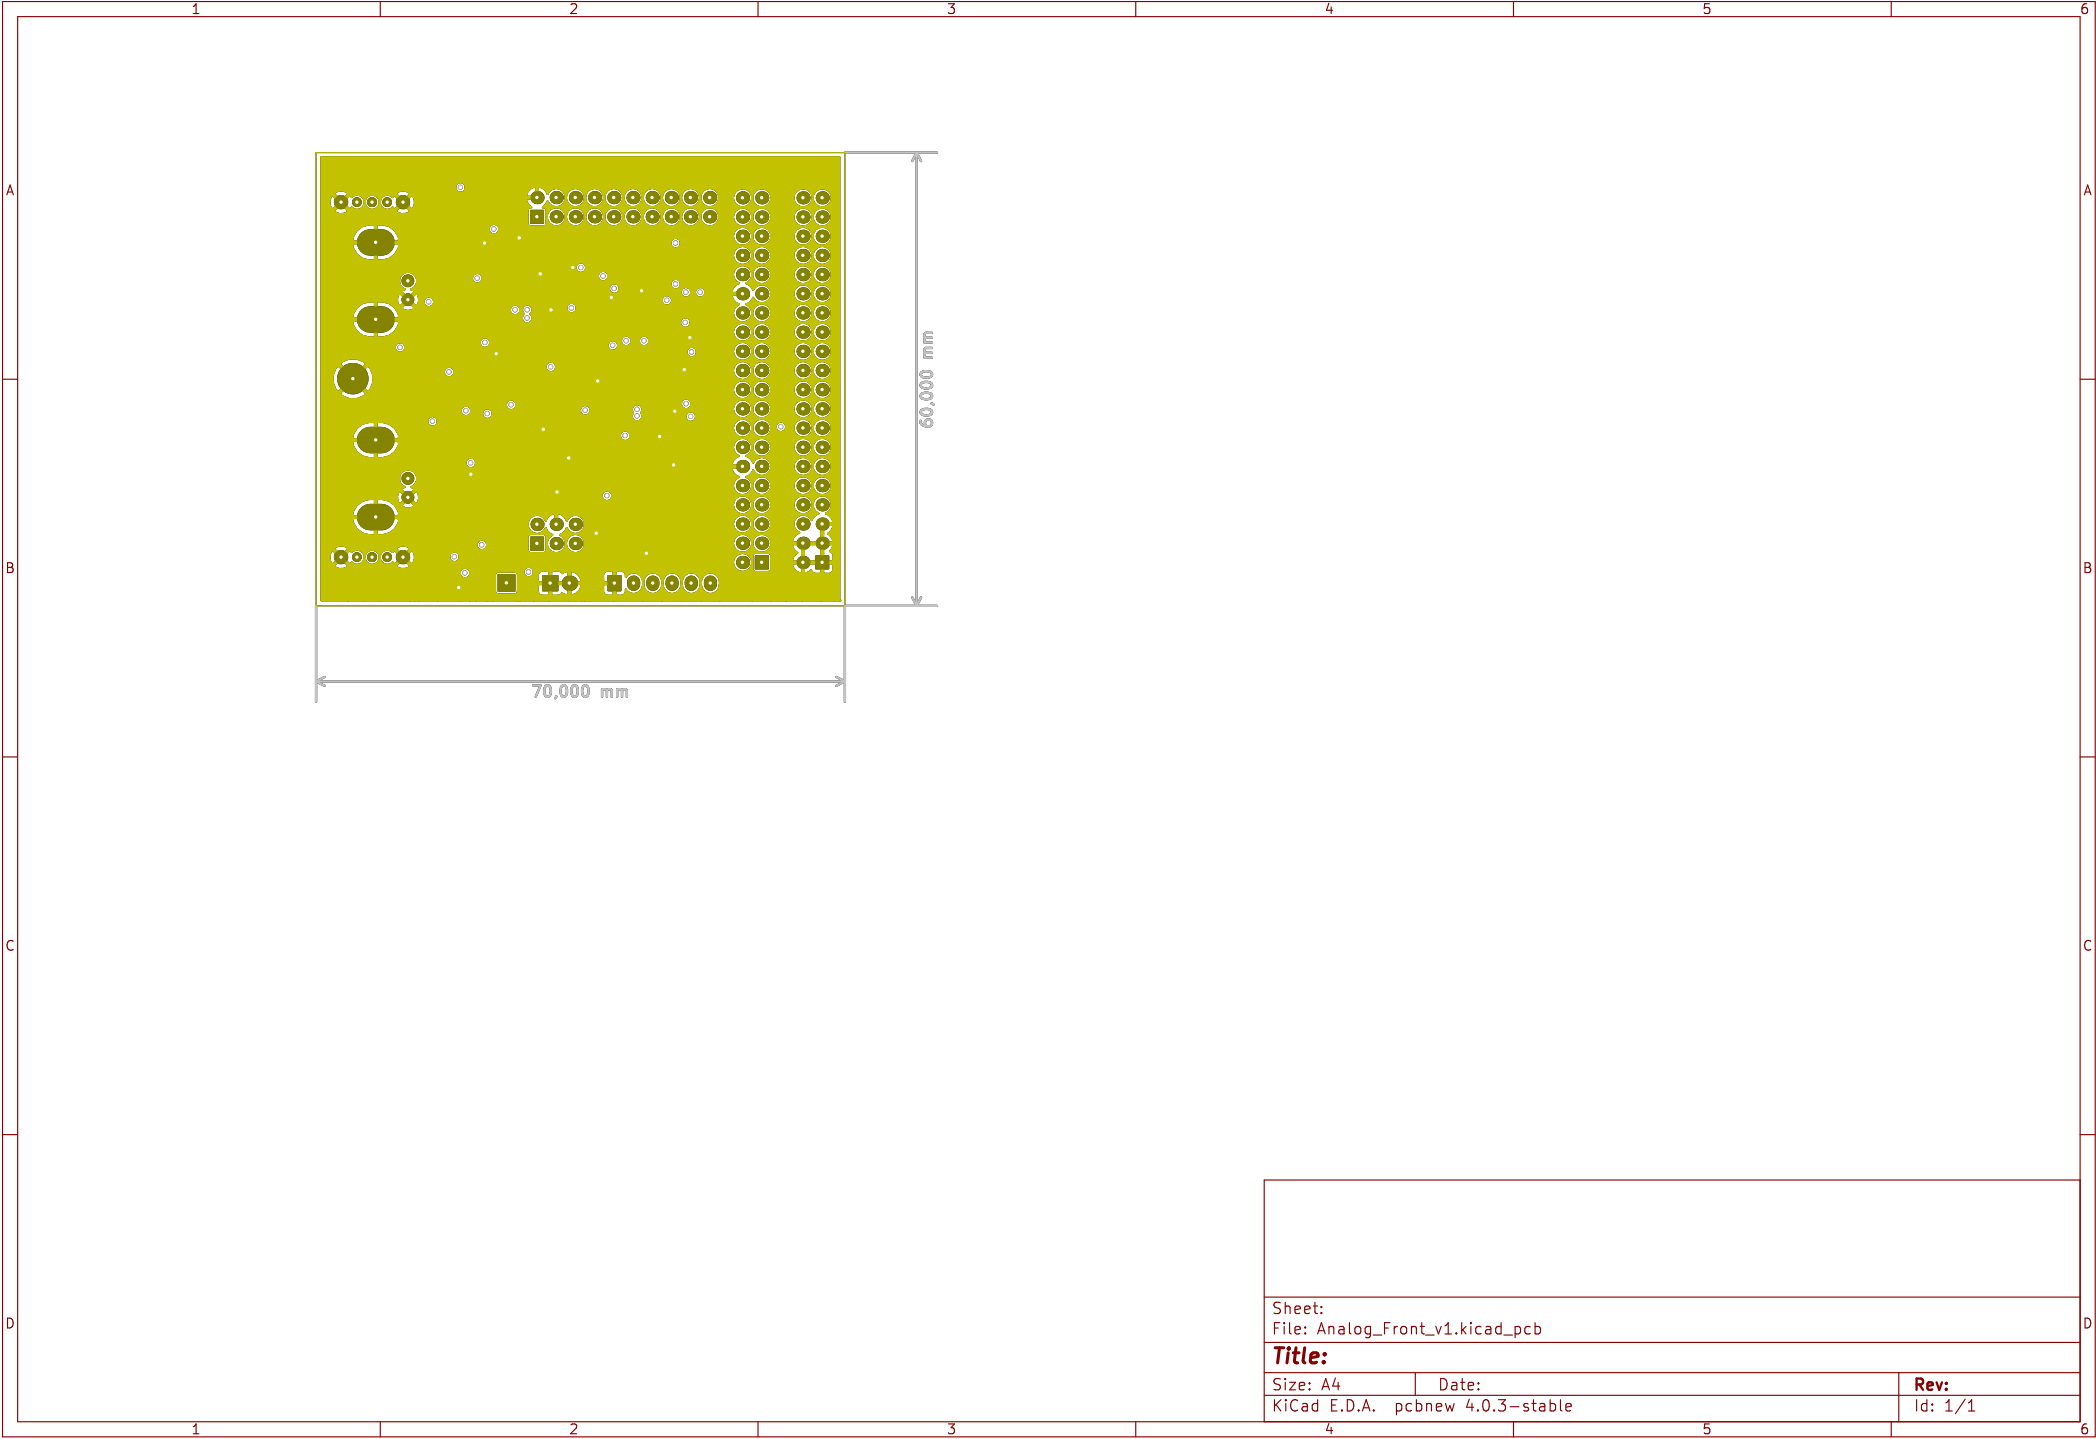 1 2 3 4 5 6
A A
60,000 mm
B B
70,000 mm
C C
D D
Sheet:
File: Analog_Front_v1.kicad_pcb
Title:
Size: A4 Date: Rev:
KiCad E.D.A. pcbnew 4.0.3-stable Id: 1/1
1 2 3 4 5 6